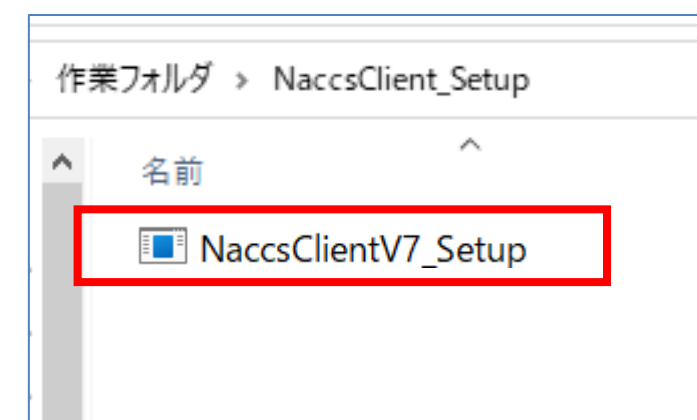 作業フォルダ › NaccsClient_Setup
名前
NaccsClientV7_Setup